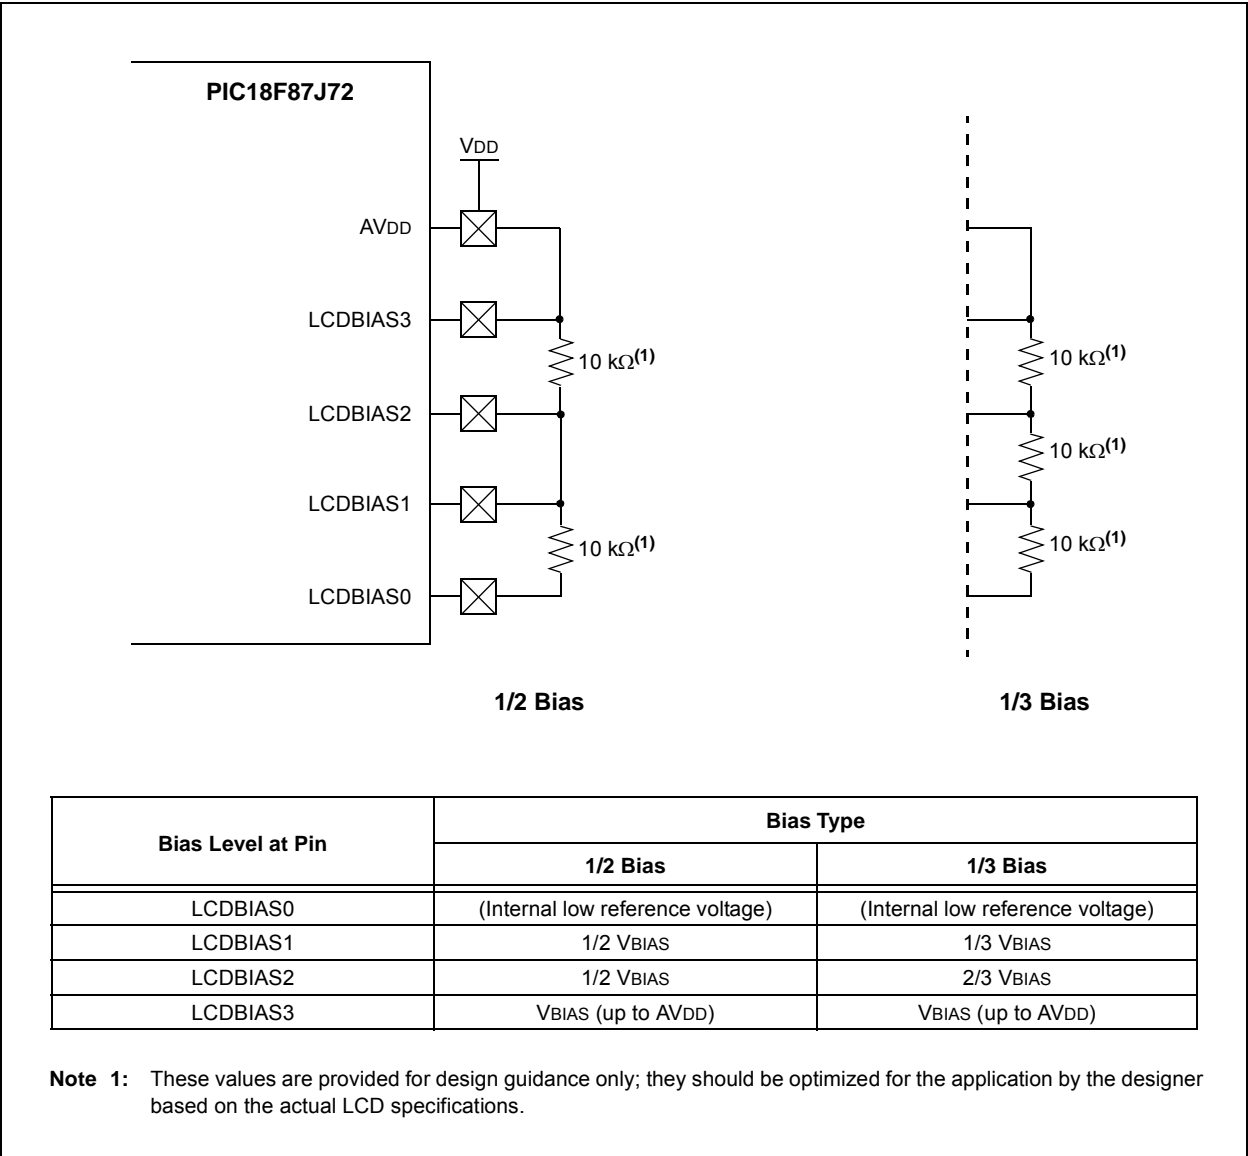 PIC18F87J72
VDD
AVDD
LCDBIAS3
10 kΩ(1)
10 kΩ(1)
LCDBIAS2
10 kΩ(1)
LCDBIAS1
10 kΩ(1)
10 kΩ(1)
LCDBIAS0
1/2 Bias
1/3 Bias
Bias Level at Pin
Bias Type
1/2 Bias
1/3 Bias
LCDBIAS0
(Internal low reference voltage)
(Internal low reference voltage)
LCDBIAS1
1/2 VBIAS
1/3 VBIAS
LCDBIAS2
1/2 VBIAS
2/3 VBIAS
LCDBIAS3
VBIAS (up to AVDD)
VBIAS (up to AVDD)
Note 1: These values are provided for design guidance only; they should be optimized for the application by the designer
based on the actual LCD specifications.